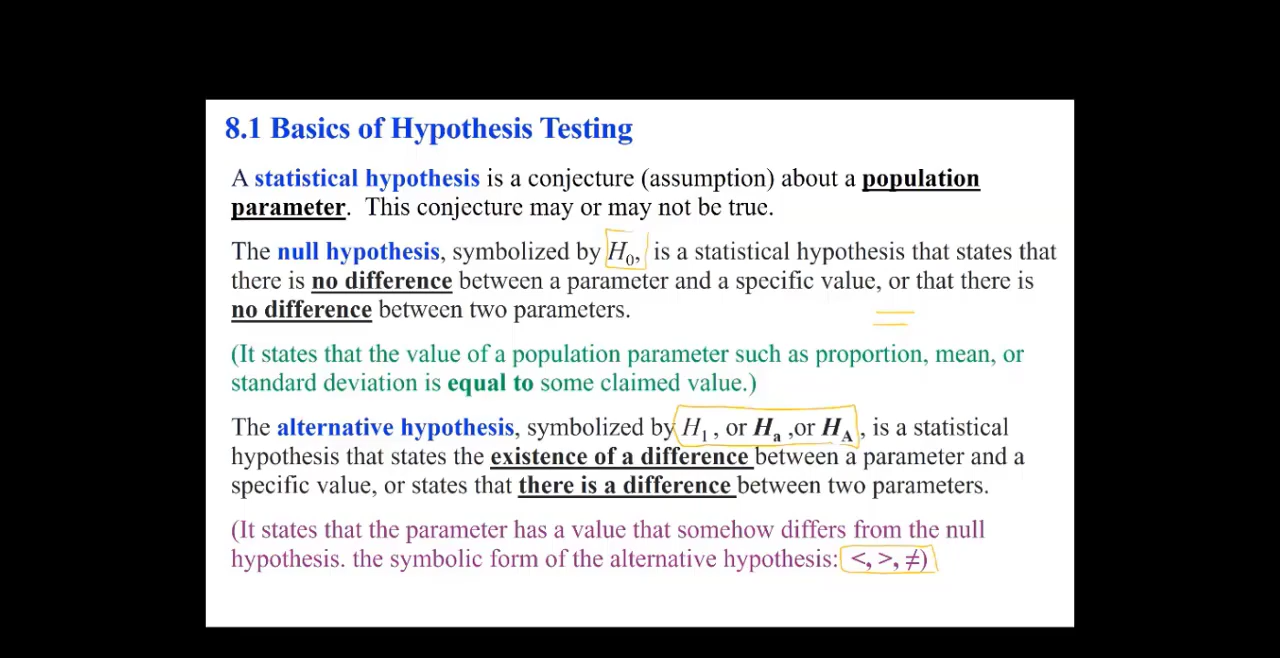 8.1 Basics of Hypothesis Testing
A statistical hypothesis is a conjecture (assumption) about a population
parameter. This conjecture may or may not be true.
The null hypothesis, symbolized by H₀, is a statistical hypothesis that states that
there is no difference between a parameter and a specific value, or that there is
no difference between two parameters.
(It states that the value of a population parameter such as proportion, mean, or
standard deviation is equal to some claimed value.)
The alternative hypothesis, symbolized by H₁ , or Hₐ ,or H_A , is a statistical
hypothesis that states the existence of a difference between a parameter and a
specific value, or states that there is a difference between two parameters.
(It states that the parameter has a value that somehow differs from the null
hypothesis. the symbolic form of the alternative hypothesis: <, >, ≠)